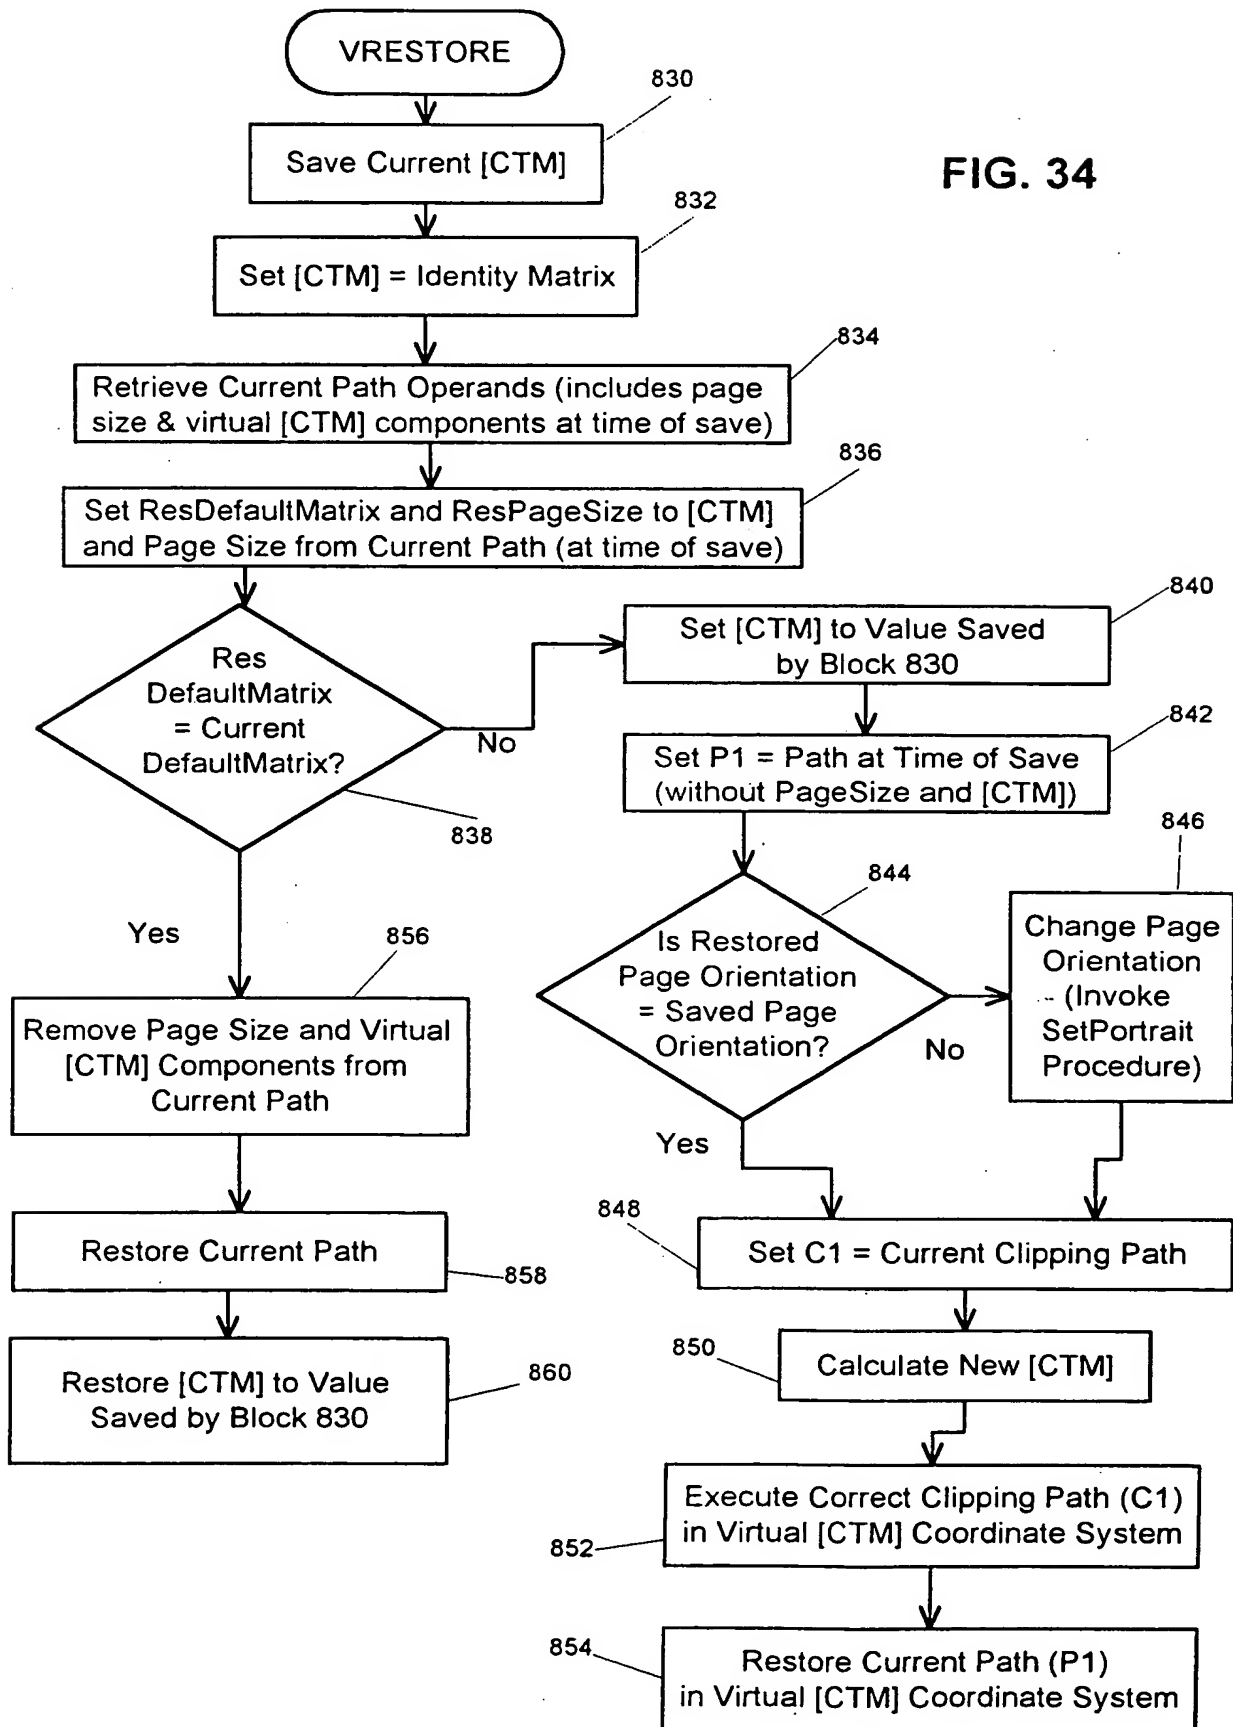 VRESTORE
830
Save Current [CTM]
FIG. 34
832
Set [CTM] = Identity Matrix
834
Retrieve Current Path Operands (includes page
size & virtual [CTM] components at time of save)
836
Set ResDefaultMatrix and ResPageSize to [CTM]
and Page Size from Current Path (at time of save)
Res
DefaultMatrix
= Current
DefaultMatrix?
838
No
Yes
840
Set [CTM] to Value Saved
by Block 830
842
Set P1 = Path at Time of Save
(without PageSize and [CTM])
844
Is Restored
Page Orientation
= Saved Page
Orientation?
No
Yes
846
Change Page
Orientation
- (Invoke
SetPortrait
Procedure)
856
Remove Page Size and Virtual
[CTM] Components from
Current Path
Restore Current Path
858
Restore [CTM] to Value
Saved by Block 830
860
848
Set C1 = Current Clipping Path
850
Calculate New [CTM]
Execute Correct Clipping Path (C1)
in Virtual [CTM] Coordinate System
852
854
Restore Current Path (P1)
in Virtual [CTM] Coordinate System